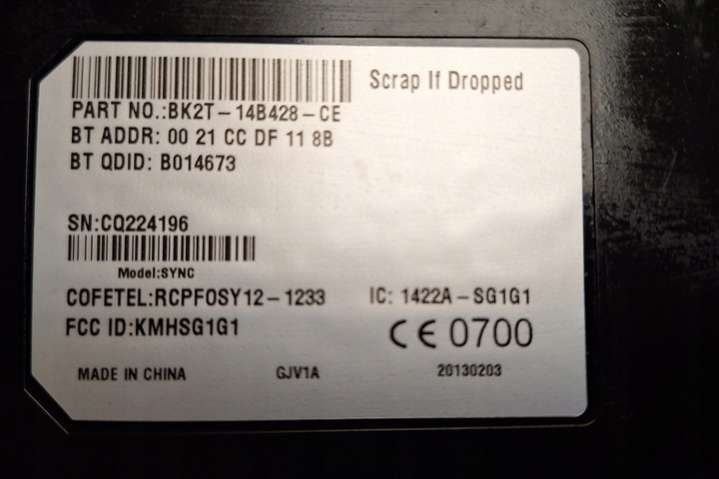 Scrap If Dropped
PART NO.:BK2T-14B428-CE
BT ADDR: 00 21 CC DF 11 8B
BT QDID: B014673
SN:CQ224196
Model:SYNC
COFETEL:RCPFOSY12-1233 IC: 1422A-SG1G1
FCC ID:KMHSG1G1 CE 0700
MADE IN CHINA GJV1A 20130203